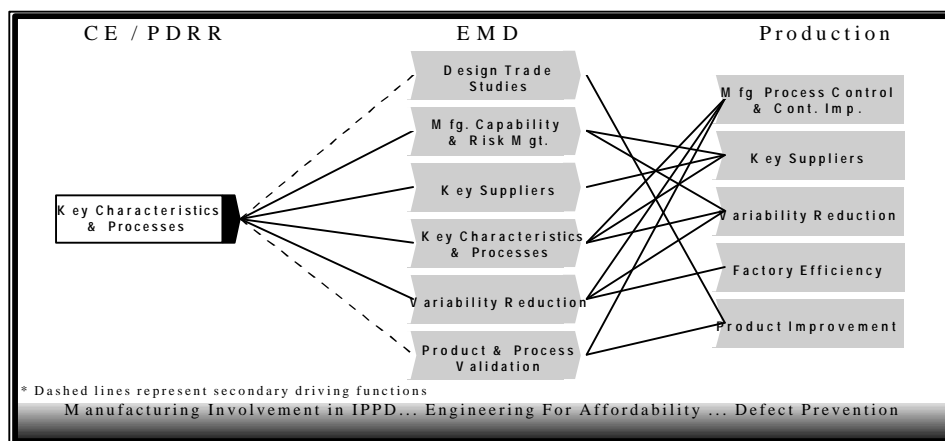 CE / PDRR
EMD
Production
Design Trade
Studies
Mfg. Capability
& Risk Mgt.
Key Suppliers
Key Characteristics
& Processes
Variability Reduction
Product & Process
Validation
Key Characteristics
& Processes
Mfg Process Control
& Cont. Imp.
Key Suppliers
Variability Reduction
Factory Efficiency
Product Improvement
* Dashed lines represent secondary driving functions
Manufacturing Involvement in IPPD... Engineering For Affordability ... Defect Prevention